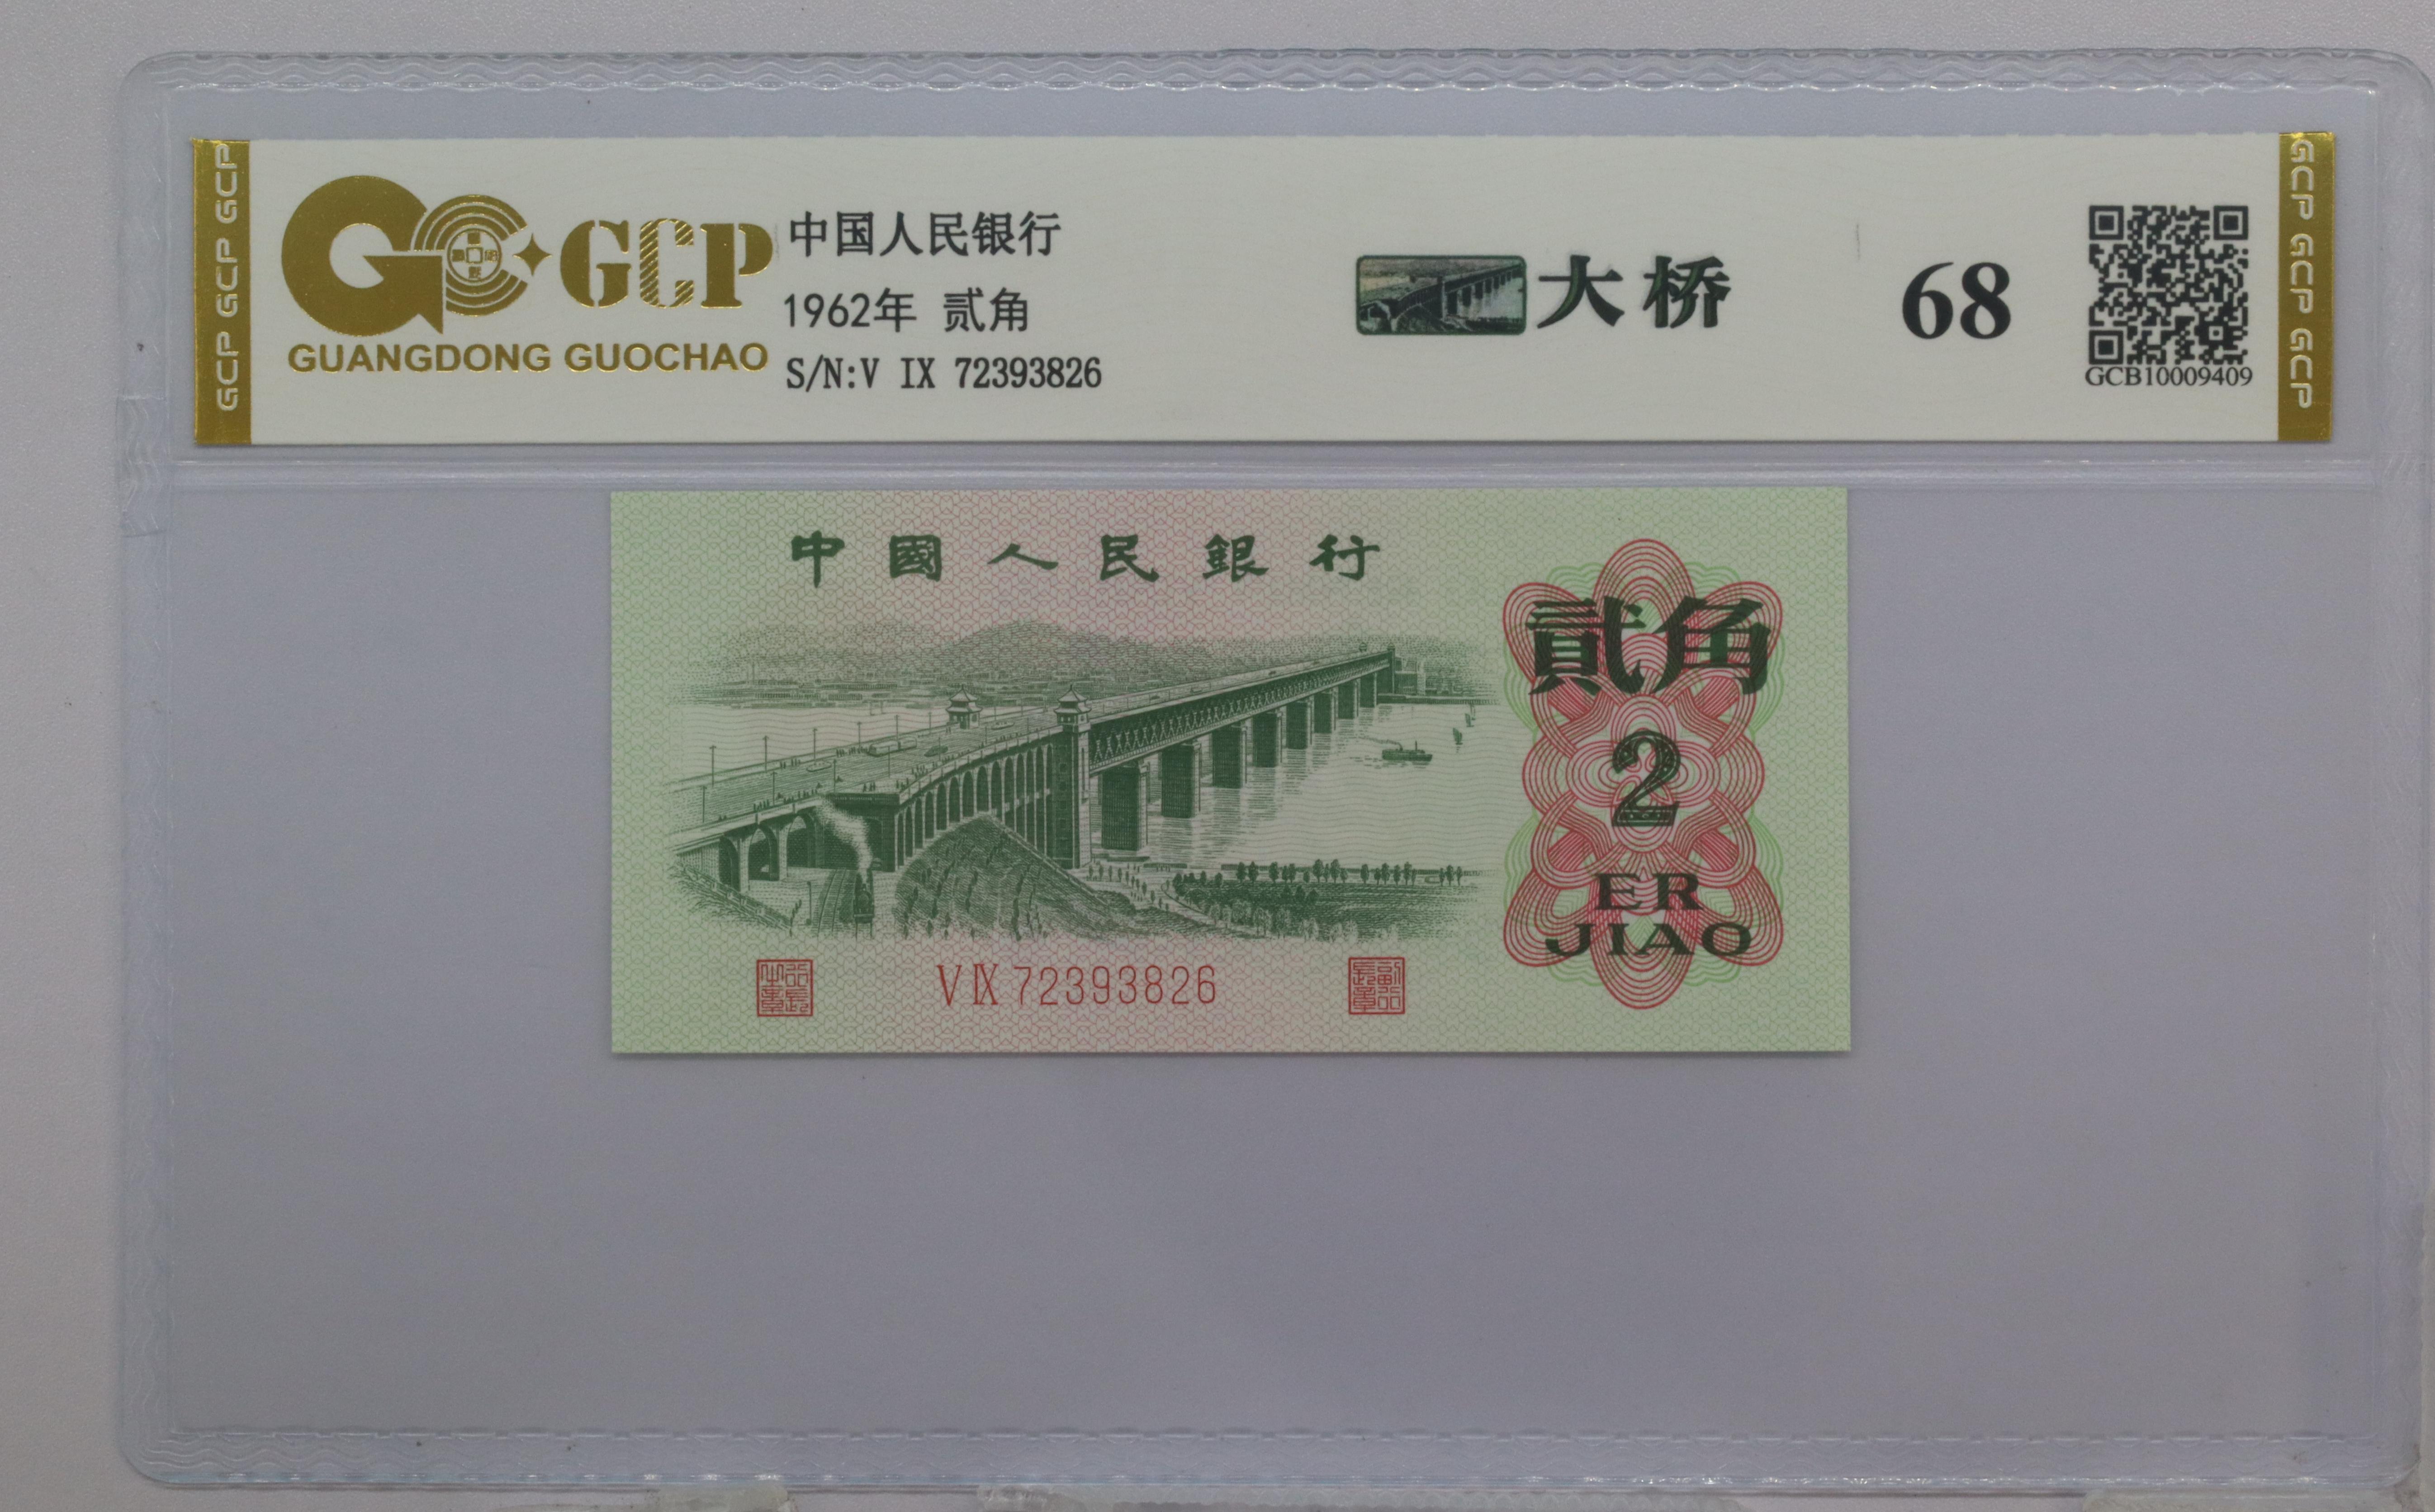 GCP GCP GCP
GCP
GUANGDONG GUOCHAO
中国人民银行
1962年 贰角
S/N:V IX 72393826
大桥
68
GCB10009409
GCP GCP GCP
中國人民銀行
貳角
2
ER
JIAO
V IX 72393826